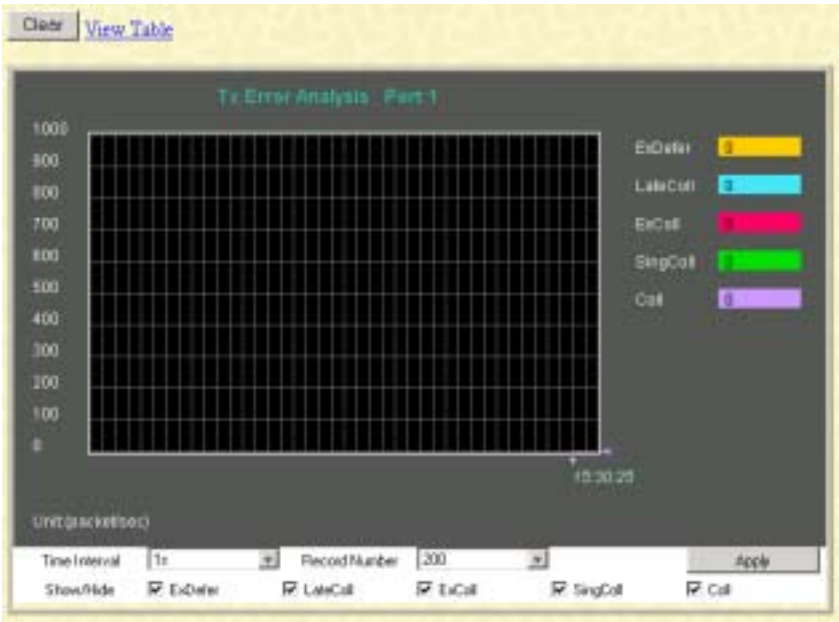 Clear View Table
Tx Error Analysis Port 1
1000
900
800
700
600
500
400
300
200
100
0
ExDefer 0
LateColl 0
ExColl 0
SingColl 0
Coll 0
15:30:25
Unit (packet/sec)
Time Interval 1s Record Number 200 Apply
Show/Hide ExDefer LateColl ExColl SingColl Coll